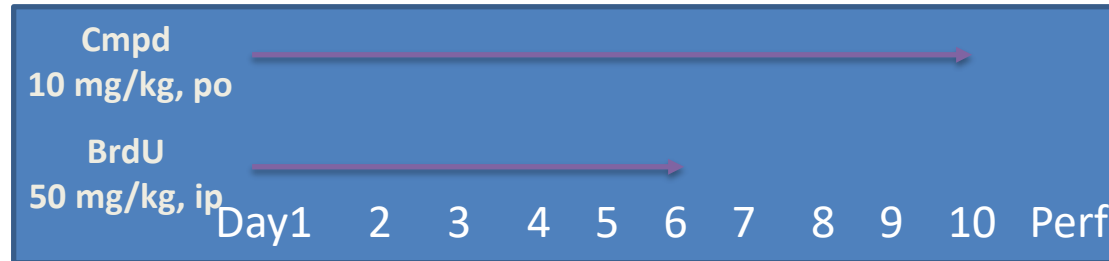 Cmpd
10 mg/kg, po
BrdU
50 mg/kg, ip
Day1 2 3 4 5 6 7 8 9 10 Perf